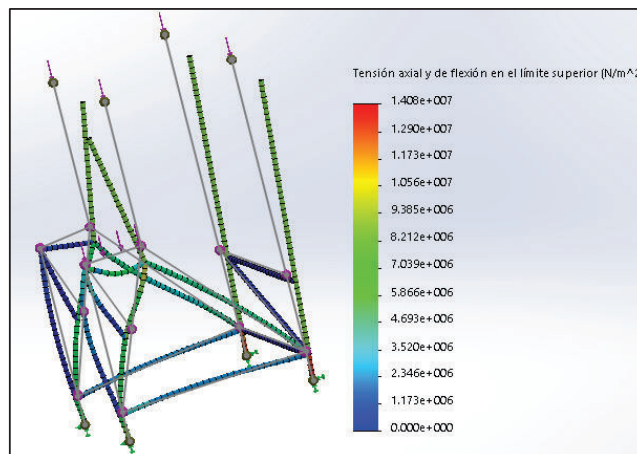 Tensión axial y de flexión en el límite superior (N/m^2
1.408e+007
1.290e+007
1.173e+007
1.056e+007
9.385e+006
8.212e+006
7.039e+006
5.866e+006
4.693e+006
3.520e+006
2.346e+006
1.173e+006
0.000e+000